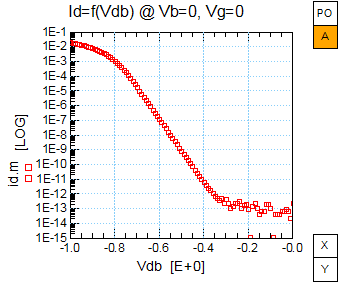 Id=f(Vdb) @ Vb=0, Vg=0
PO
A
1E-1
1E-2
1E-3
1E-4
1E-5
1E-6
1E-7
1E-8
1E-9
1E-10
1E-11
1E-12
1E-13
1E-14
1E-15
id.m [LOG]
-1.0 -0.8 -0.6 -0.4 -0.2 -0.0
Vdb [E+0]
X
Y